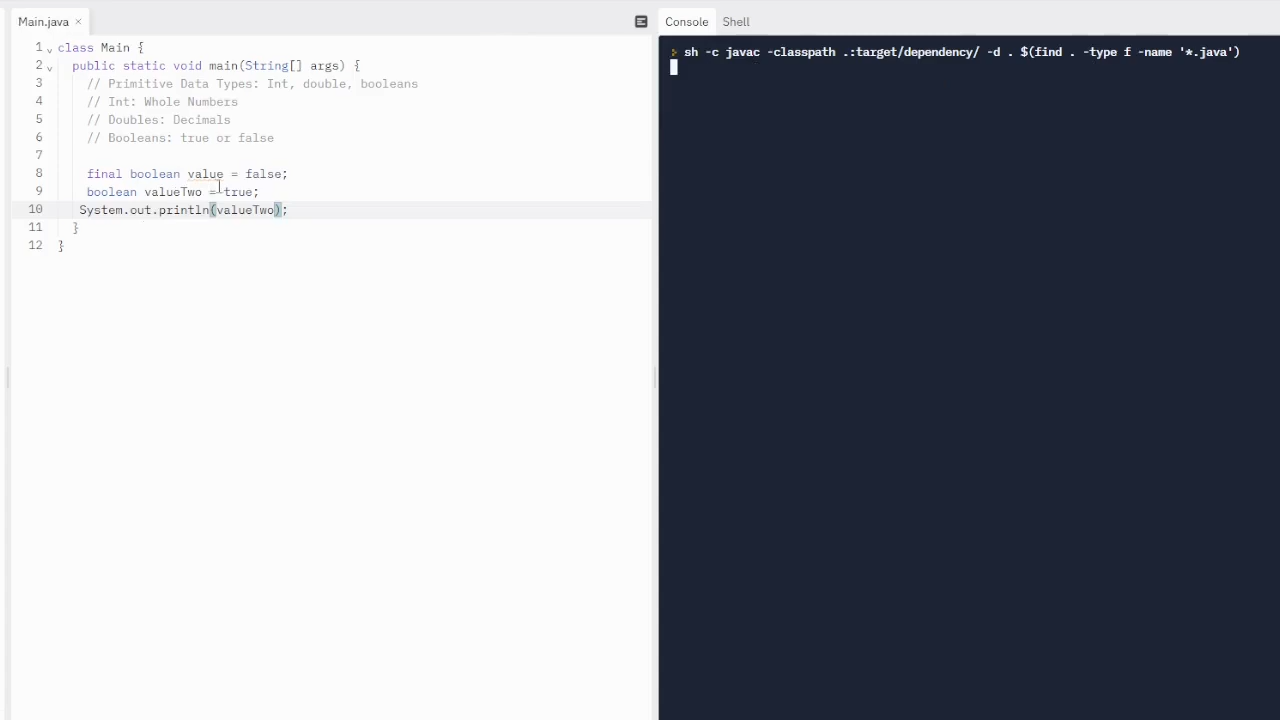 Main.java ×
1 class Main {
2 public static void main(String[] args) {
3 // Primitive Data Types: Int, double, booleans
4 // Int: Whole Numbers
5 // Doubles: Decimals
6 // Booleans: true or false
7
8 final boolean value = false;
9 boolean valueTwo = true;
10 System.out.println(valueTwo);
11 }
12 }
Console Shell
sh -c javac -classpath .:target/dependency/ -d . $(find . -type f -name '*.java')